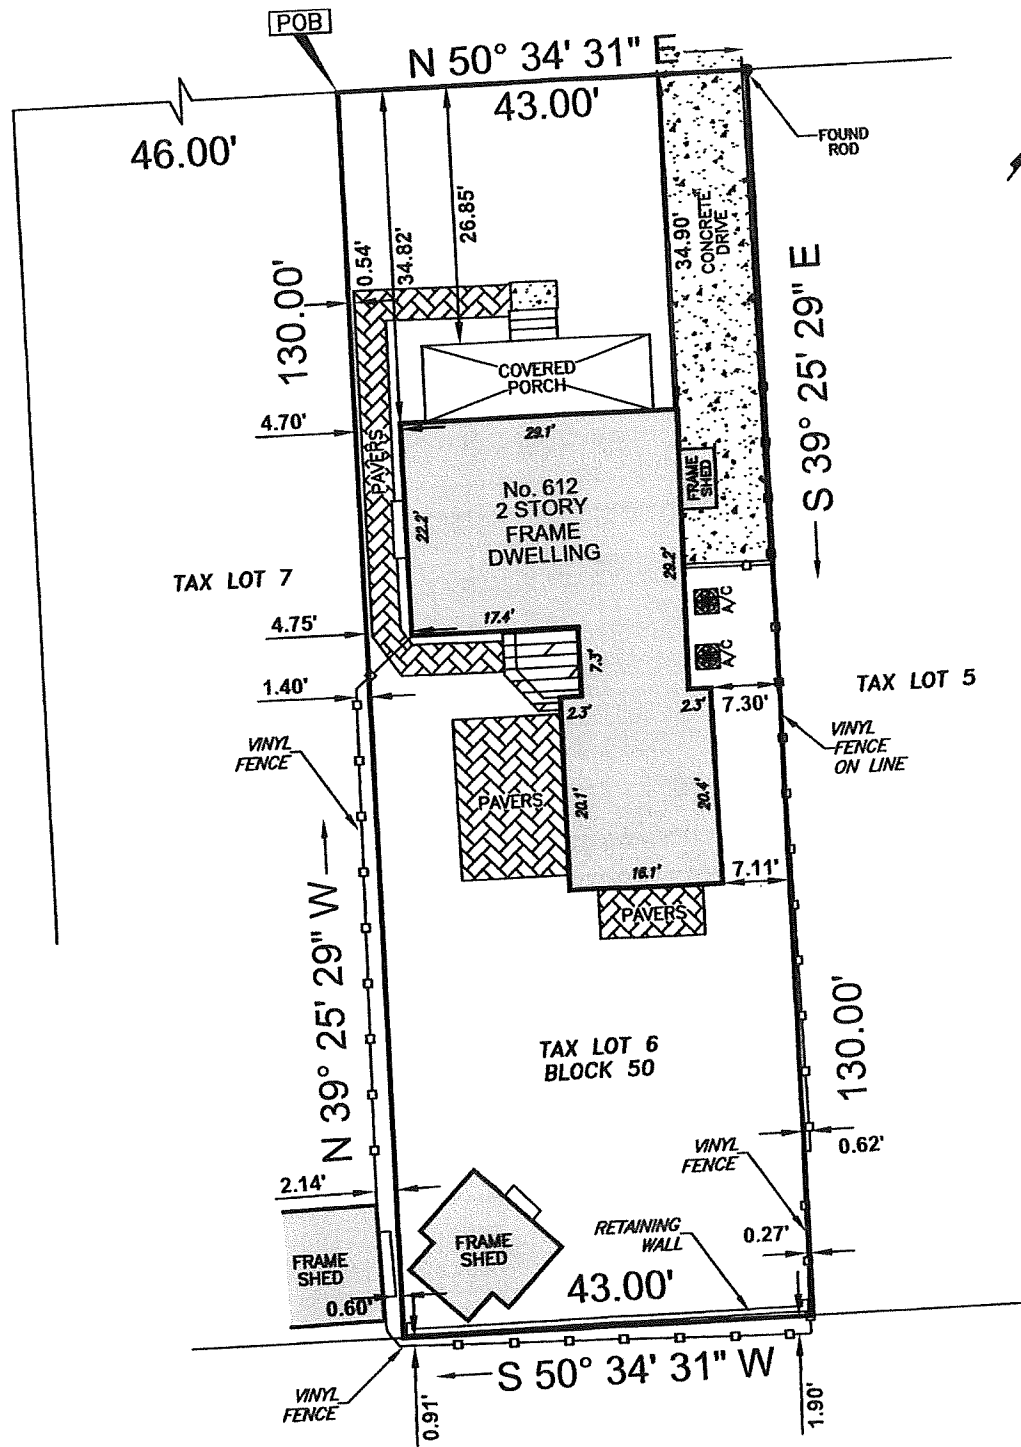 POB
N 50° 34' 31" E
43.00'
46.00'
FOUND
ROD
26.85'
34.82'
0.54'
130.00'
34.90'
CONCRETE
DRIVE
S 39° 25' 29" E
COVERED
PORCH
4.70'
PAVERS
29.1'
No. 612
2 STORY
FRAME
DWELLING
FRAME
SHED
22.2'
29.2'
TAX LOT 7
A/C
17.4'
4.75'
A/C
7.3'
1.40'
2.3'
2.3'
7.30'
TAX LOT 5
VINYL
FENCE
VINYL
FENCE
ON LINE
PAVERS
20.1'
20.4'
16.1'
7.11'
PAVERS
N 39° 25' 29" W
TAX LOT 6
BLOCK 50
130.00'
VINYL
FENCE
0.62'
2.14'
RETAINING
WALL
0.27'
FRAME
SHED
FRAME
SHED
43.00'
0.60'
S 50° 34' 31" W
VINYL
FENCE
0.91'
1.90'